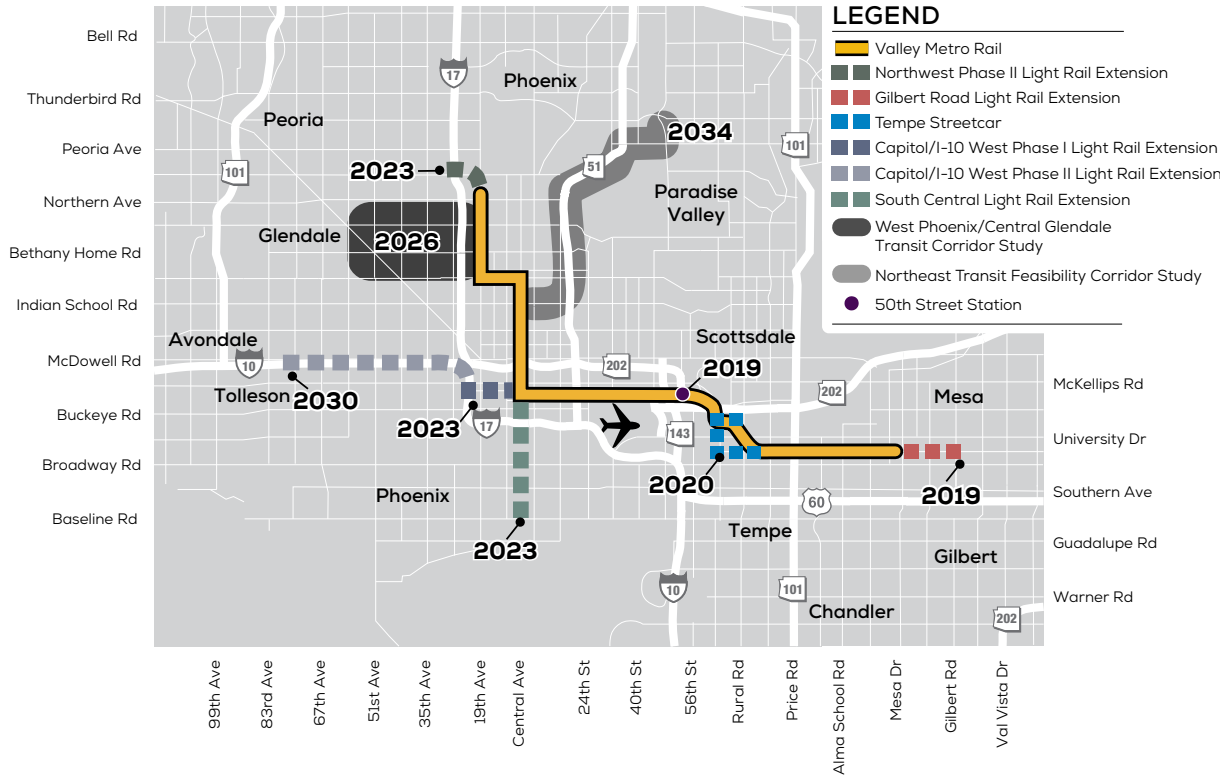 LEGEND
Valley Metro Rail
Northwest Phase II Light Rail Extension
Gilbert Road Light Rail Extension
Tempe Streetcar
Capitol/I-10 West Phase I Light Rail Extension
Capitol/I-10 West Phase II Light Rail Extension
South Central Light Rail Extension
West Phoenix/Central Glendale
Transit Corridor Study
Northeast Transit Feasibility Corridor Study
50th Street Station
Bell Rd
Thunderbird Rd
Peoria Ave
Northern Ave
Bethany Home Rd
Indian School Rd
McDowell Rd
Buckeye Rd
Broadway Rd
Baseline Rd
17
Phoenix
Peoria
2034
101
51
101
2023
Paradise
Valley
Glendale
2026
Avondale
Scottsdale
10
202
2019
Tolleson
2030
202
Mesa
2023
17
143
2020
2019
Phoenix
60
2023
Tempe
Gilbert
10
101
Chandler
202
McKellips Rd
University Dr
Southern Ave
Guadalupe Rd
Warner Rd
99th Ave
83rd Ave
67th Ave
51st Ave
35th Ave
19th Ave
Central Ave
24th St
40th St
56th St
Rural Rd
Price Rd
Alma School Rd
Mesa Dr
Gilbert Rd
Val Vista Dr